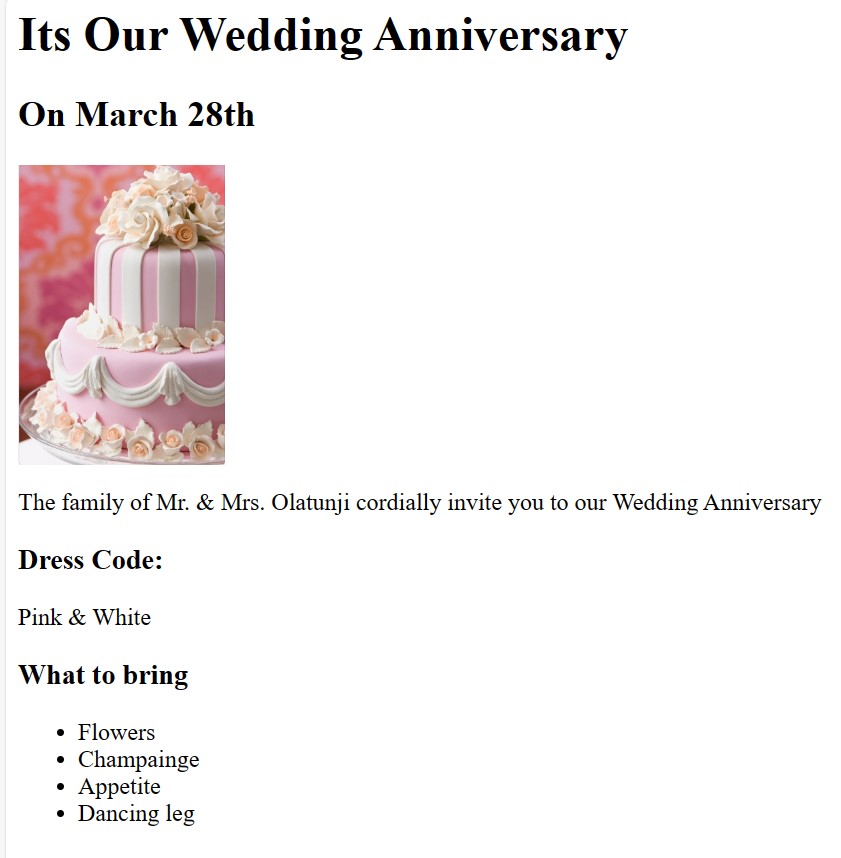 Its Our Wedding Anniversary
On March 28th
The family of Mr. & Mrs. Olatunji cordially invite you to our Wedding Anniversary
Dress Code:
Pink & White
What to bring
• Flowers
• Champainge
• Appetite
• Dancing leg